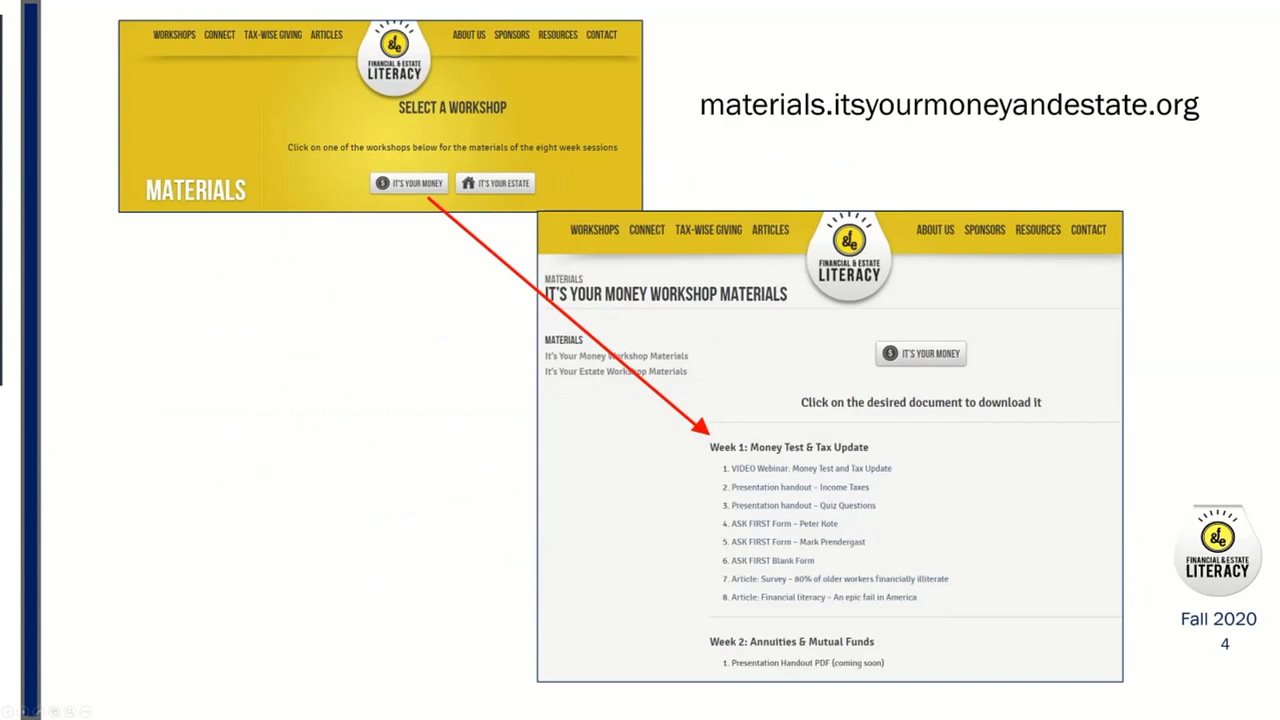 WORKSHOPS CONNECT TAX-WISE GIVING ARTICLES
&fe
FINANCIAL & ESTATE
LITERACY
ABOUT US SPONSORS RESOURCES CONTACT
SELECT A WORKSHOP
Click on one of the workshops below for the materials of the eight week sessions
MATERIALS
$ IT'S YOUR MONEY
IT'S YOUR ESTATE
materials.itsyourmoneyandestate.org
WORKSHOPS CONNECT TAX-WISE GIVING ARTICLES
&fe
FINANCIAL & ESTATE
LITERACY
ABOUT US SPONSORS RESOURCES CONTACT
MATERIALS
IT'S YOUR MONEY WORKSHOP MATERIALS
MATERIALS
It's Your Money Workshop Materials
It's Your Estate Workshop Materials
$ IT'S YOUR MONEY
Click on the desired document to download it
Week 1: Money Test & Tax Update
1. VIDEO Webinar: Money Test and Tax Update
2. Presentation handout – Income Taxes
3. Presentation handout – Quiz Questions
4. ASK FIRST Form – Peter Kote
5. ASK FIRST Form – Mark Prendergast
6. ASK FIRST Blank Form
7. Article: Survey – 80% of older workers financially illiterate
8. Article: Financial literacy – An epic fail in America
Week 2: Annuities & Mutual Funds
1. Presentation Handout PDF (coming soon)
&fe
FINANCIAL & ESTATE
LITERACY
Fall 2020
4